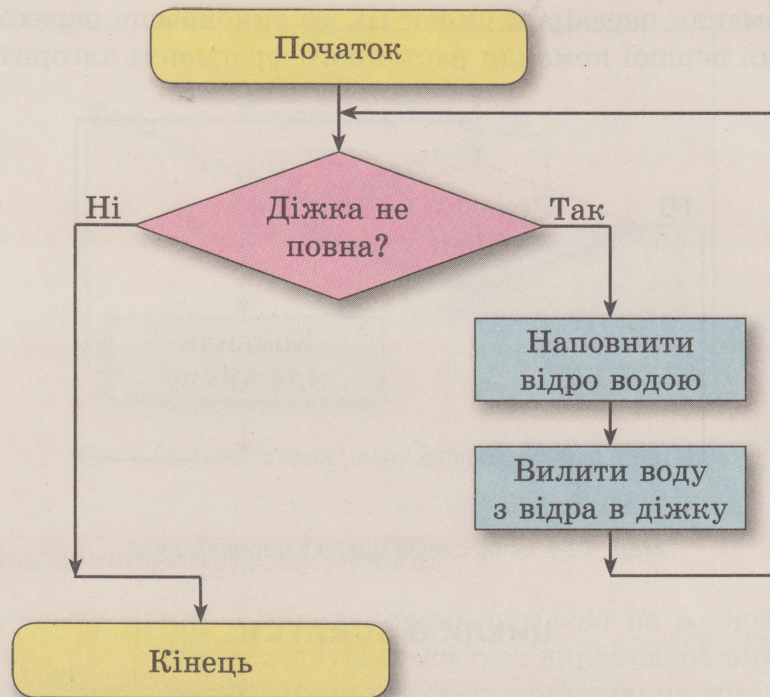 Початок
Діжка не
повна?
Ні
Так
Наповнити
відро водою
Вилити воду
з відра в діжку
Кінець